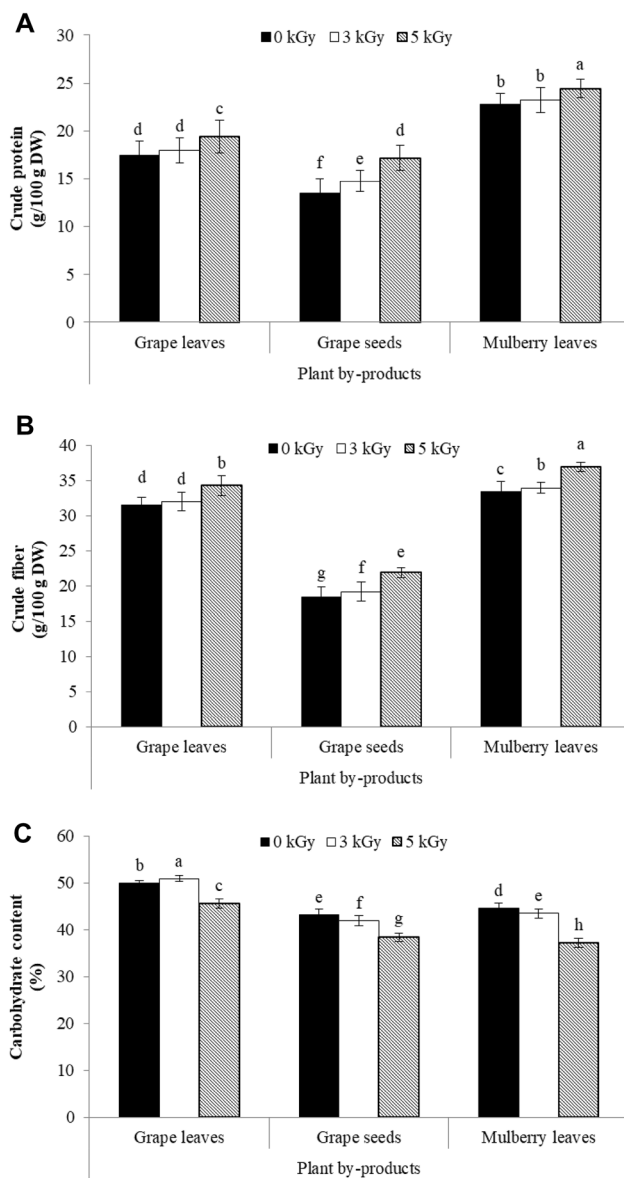 A
30
25
20
15
10
5
0
Crude protein
(g/100 g DW)
0 kGy 3 kGy 5 kGy
d d c
f e d
b b a
Grape leaves Grape seeds Mulberry leaves
Plant by-products
B
40
35
30
25
20
15
10
5
0
Crude fiber
(g/100 g DW)
0 kGy 3 kGy 5 kGy
d d b
g f e
c b a
Grape leaves Grape seeds Mulberry leaves
Plant by-products
C
60
50
40
30
20
10
0
Carbohydrate content
(%)
0 kGy 3 kGy 5 kGy
b a c
e f g
d e h
Grape leaves Grape seeds Mulberry leaves
Plant by-products